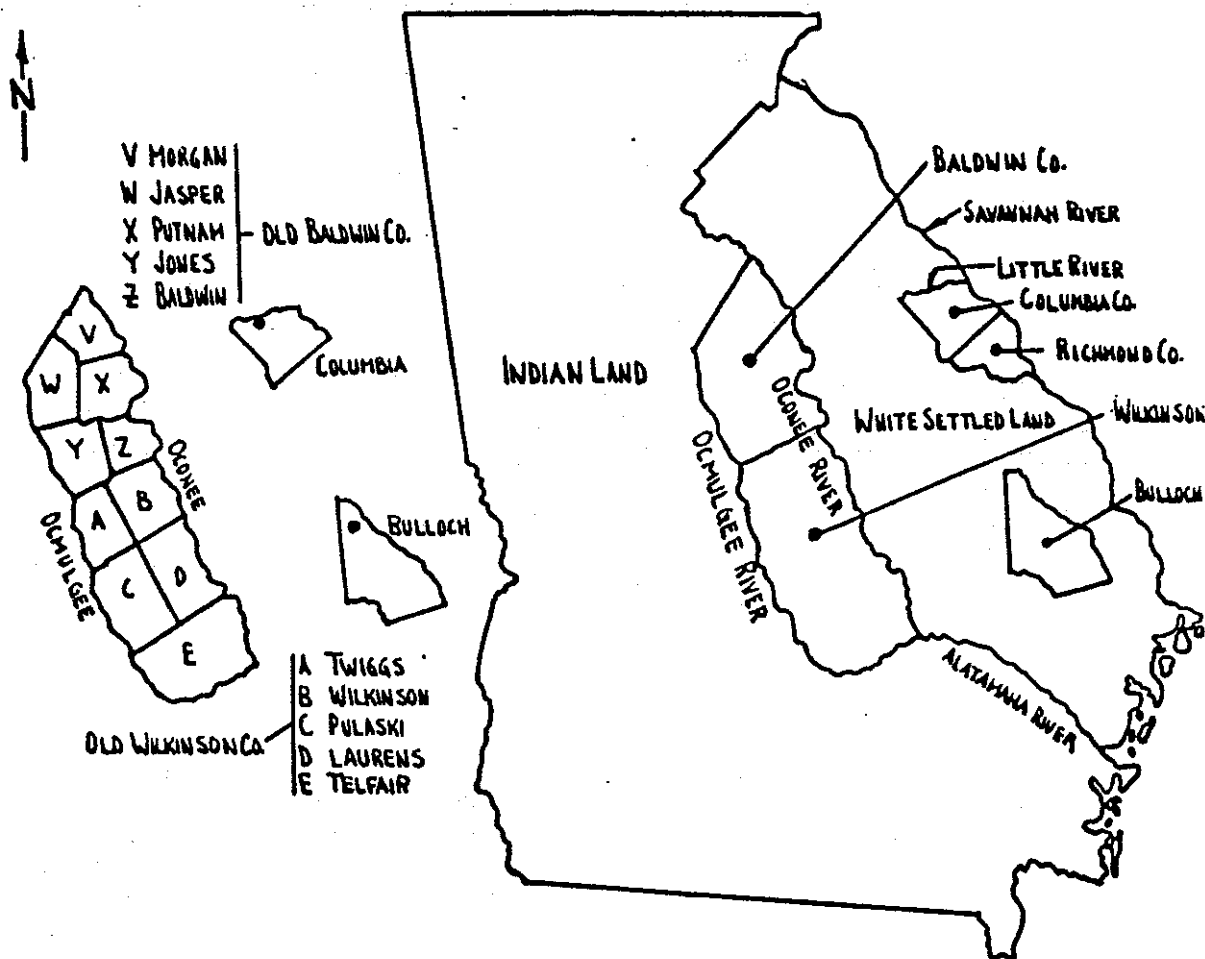 N
V MORGAN
W JASPER
X PUTNAM
Y JONES
Z BALDWIN
OLD BALDWIN CO.
V
W
X
Y
Z
A
B
C
D
E
OCONEE
OCMULGEE
COLUMBIA
BULLOCH
OLD WILKINSON CO.
A TWIGGS
B WILKINSON
C PULASKI
D LAURENS
E TELFAIR
INDIAN LAND
BALDWIN CO.
SAVANNAH RIVER
LITTLE RIVER
COLUMBIA CO.
RICHMOND CO.
WHITE SETTLED LAND
WILKINSON
BULLOCH
OCONEE RIVER
OCMULGEE RIVER
ALATAMAHA RIVER